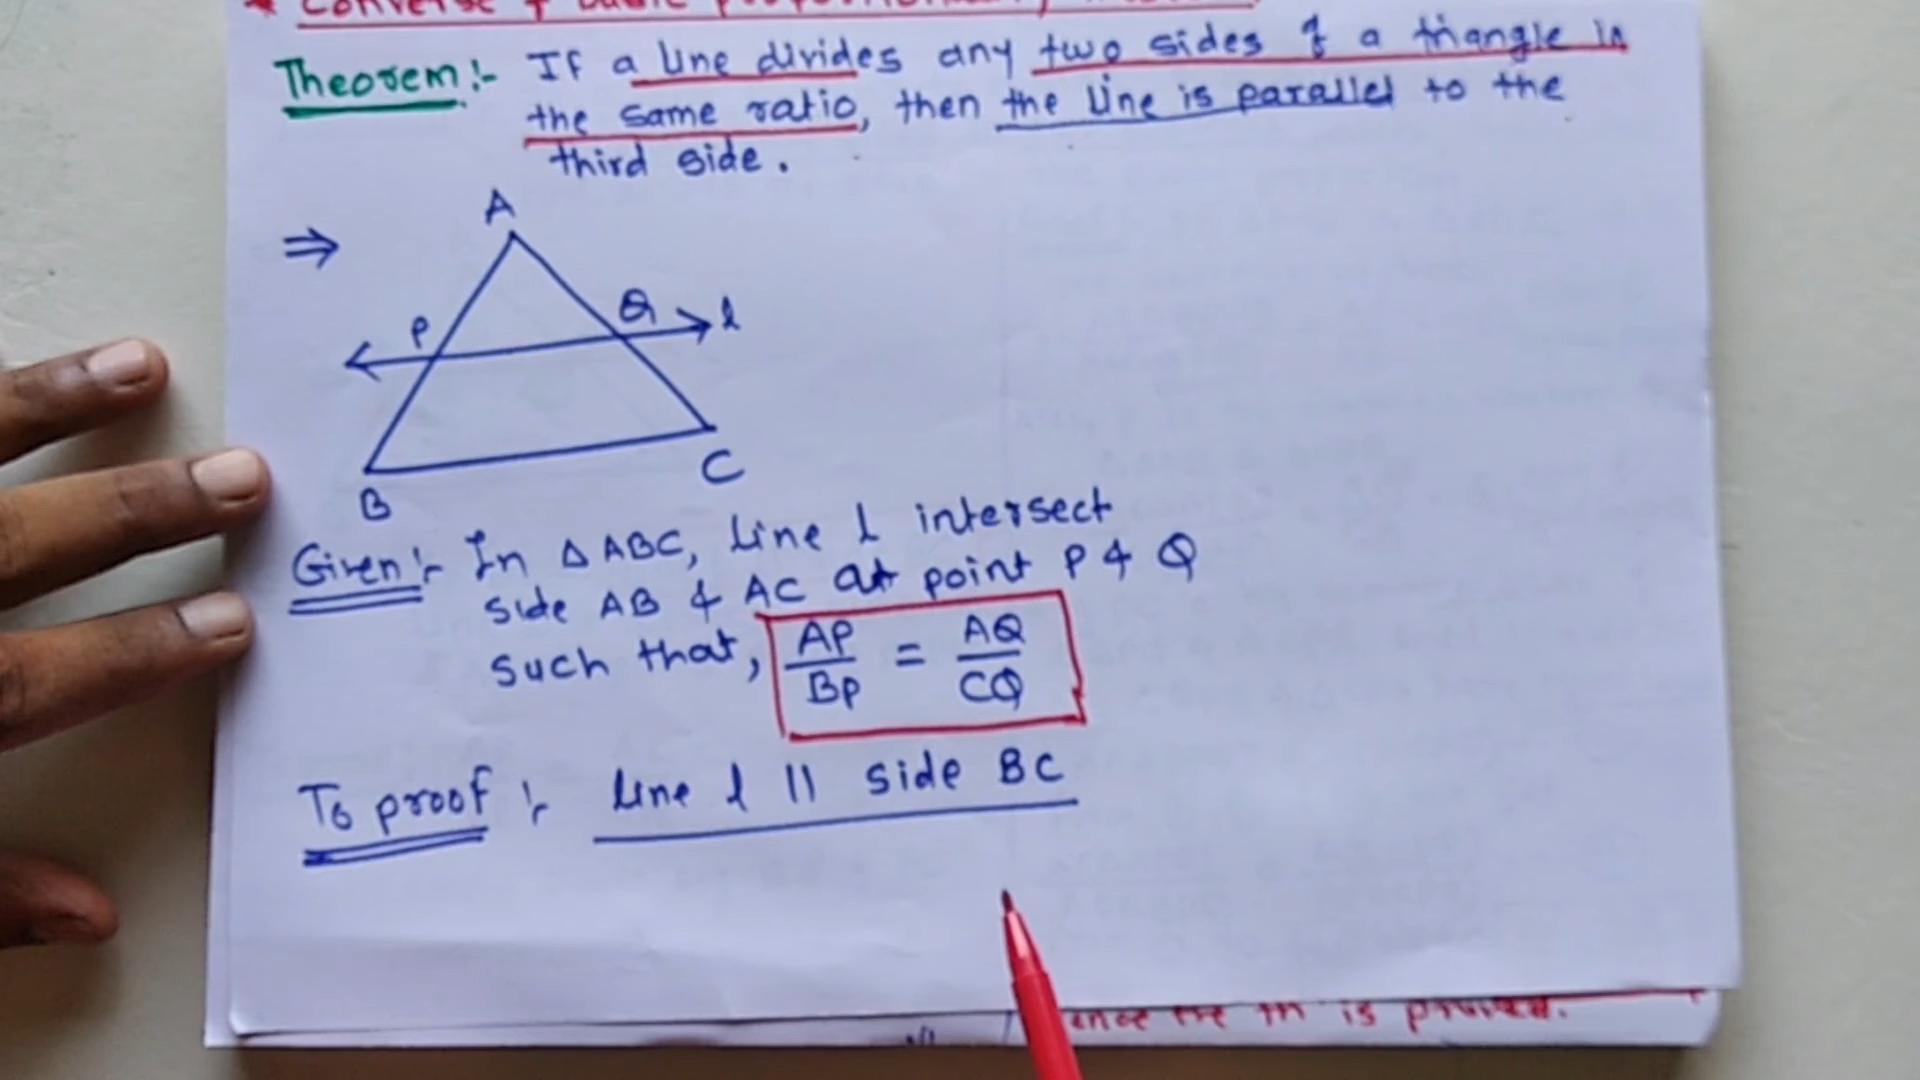 Theorem :- If a line divides any two sides of a triangle in
the same ratio, then the line is parallel to the
third side.
⇒
A
P
Q
l
B
C
Given :- In Δ ABC, Line l intersect
side AB & AC at point P & Q
such that, AP/BP = AQ/CQ
To proof :- Line l || side BC
is proved.